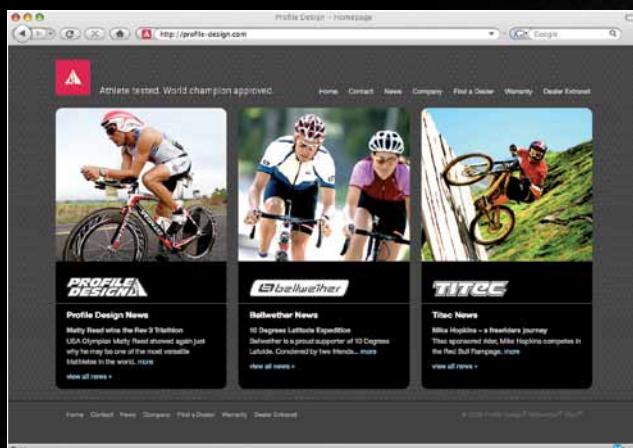 Profile Design - Homepage
http://profile-design.com
Google
Athlete tested. World champion approved.
Home Contact News Company Find a Dealer Warranty Dealer Extranet
PROFILE DESIGN
Profile Design News
Matty Reed wins the Rev 3 Triathlon
USA Olympian Matty Reed showed again just
why he may be one of the most versatile
triathletes in the world. more
view all news »
bellwether
Bellwether News
10 Degrees Latitude Expedition
Bellwether is a proud supporter of 10 Degrees
Latitude. Condered by two friends... more
view all news »
TITEC
Titec News
Mike Hopkins – a freeriders journey
Titec sponsored rider, Mike Hopkins competes in
the Red Bull Rampage. more
view all news »
Home Contact News Company Find a Dealer Warranty Dealer Extranet